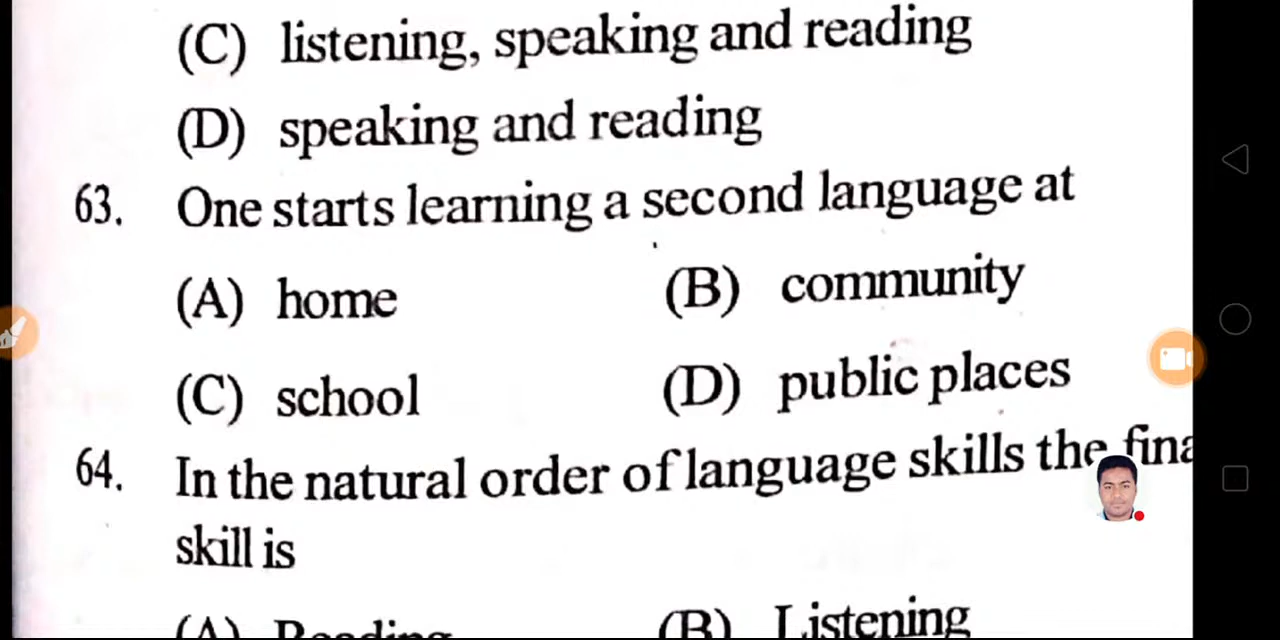 (C) listening, speaking and reading
(D) speaking and reading
63. One starts learning a second language at
(A) home (B) community
(C) school (D) public places
64. In the natural order of language skills the
skill is
(A) Reading (B) Listening